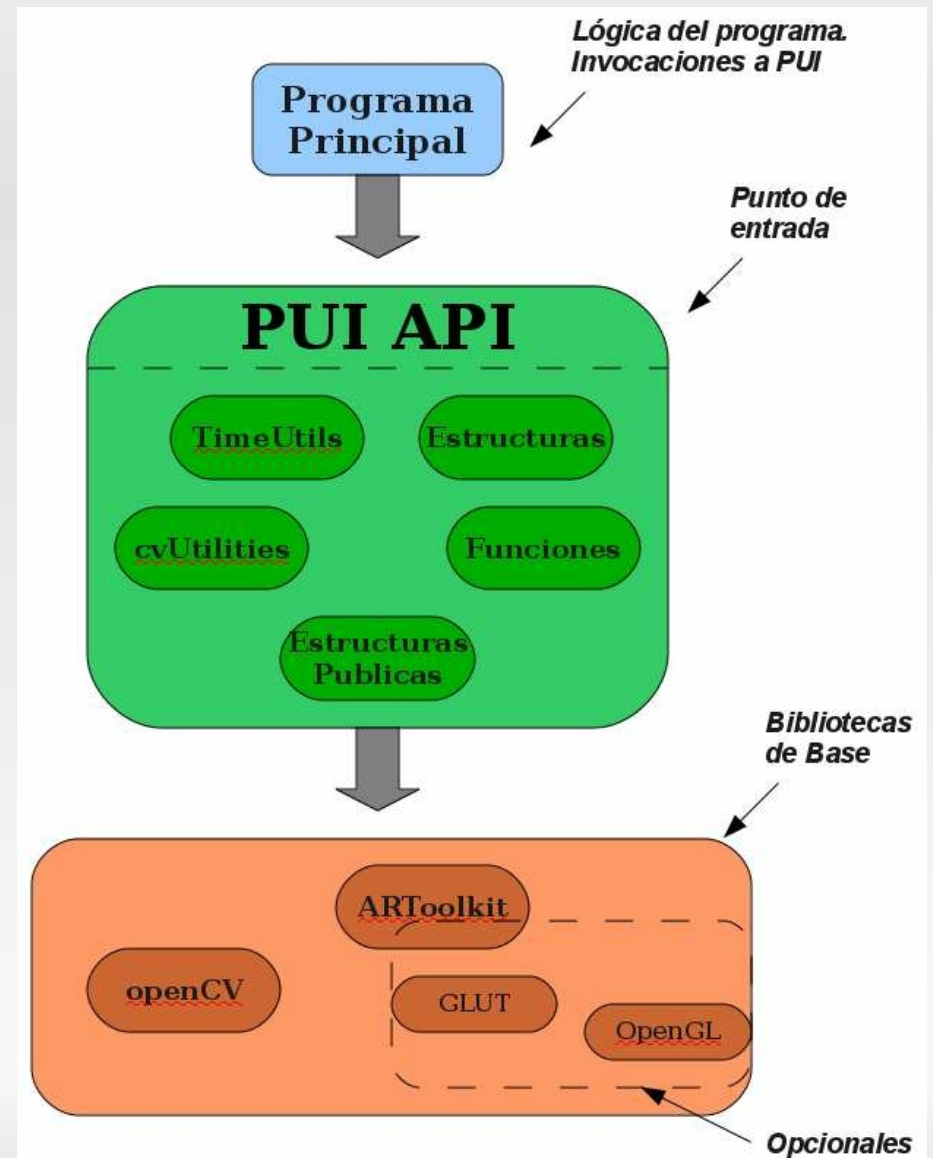 Lógica del programa.
Invocaciones a PUI
Programa
Principal
Punto de
entrada
PUI API
TimeUtils
Estructuras
cvUtilities
Funciones
Estructuras
Publicas
Bibliotecas
de Base
ARToolkit
openCV
GLUT
OpenGL
Opcionales